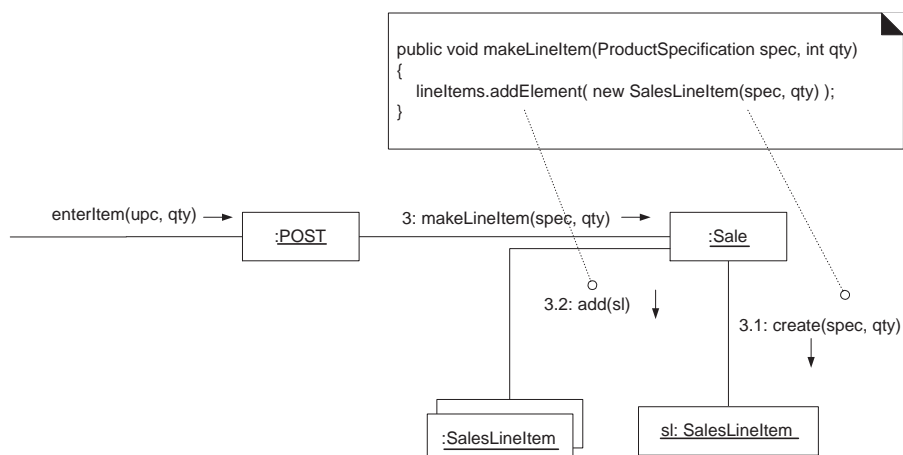 public void makeLineItem(ProductSpecification spec, int qty)
{
lineItems.addElement( new SalesLineItem(spec, qty) );
}
enterItem(upc, qty)
:POST
3: makeLineItem(spec, qty)
:Sale
3.2: add(sl)
3.1: create(spec, qty)
:SalesLineItem
sl: SalesLineItem